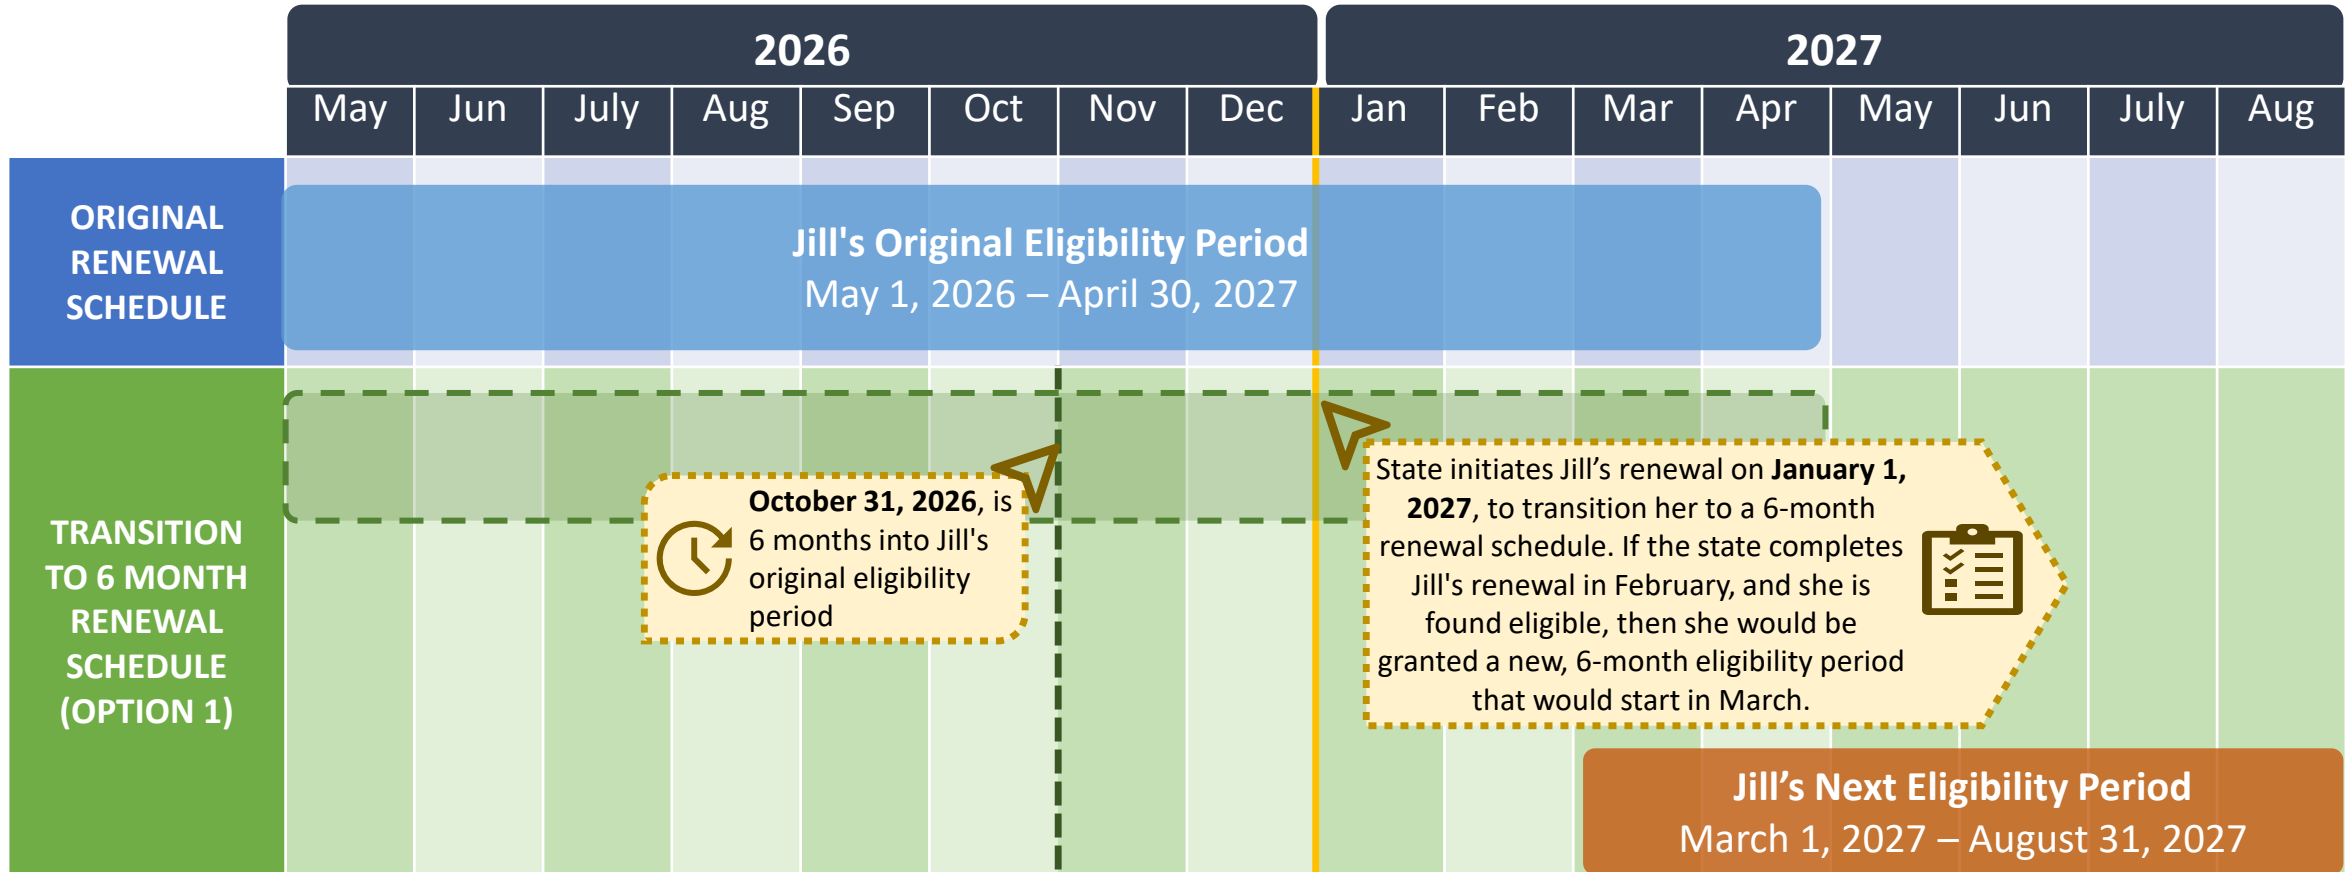 2026
2027
May Jun July Aug Sep Oct Nov Dec Jan Feb Mar Apr May Jun July Aug
ORIGINAL
RENEWAL
SCHEDULE
Jill's Original Eligibility Period
May 1, 2026 – April 30, 2027
TRANSITION
TO 6 MONTH
RENEWAL
SCHEDULE
(OPTION 1)
October 31, 2026, is
6 months into Jill's
original eligibility
period
State initiates Jill’s renewal on January 1,
2027, to transition her to a 6-month
renewal schedule. If the state completes
Jill's renewal in February, and she is
found eligible, then she would be
granted a new, 6-month eligibility period
that would start in March.
Jill’s Next Eligibility Period
March 1, 2027 – August 31, 2027